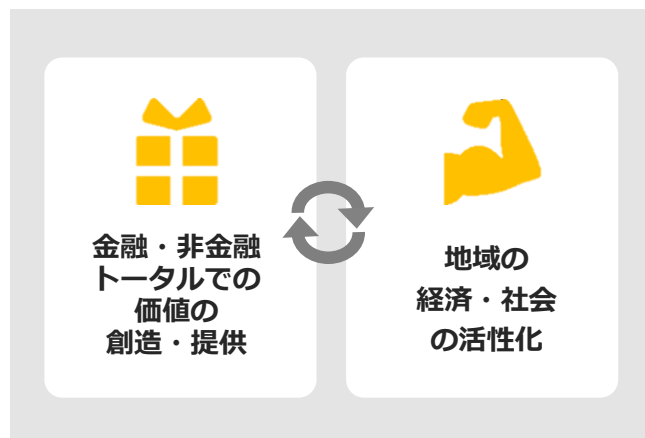 金融・非金融
トータルでの
価値の
創造・提供
地域の
経済・社会
の活性化